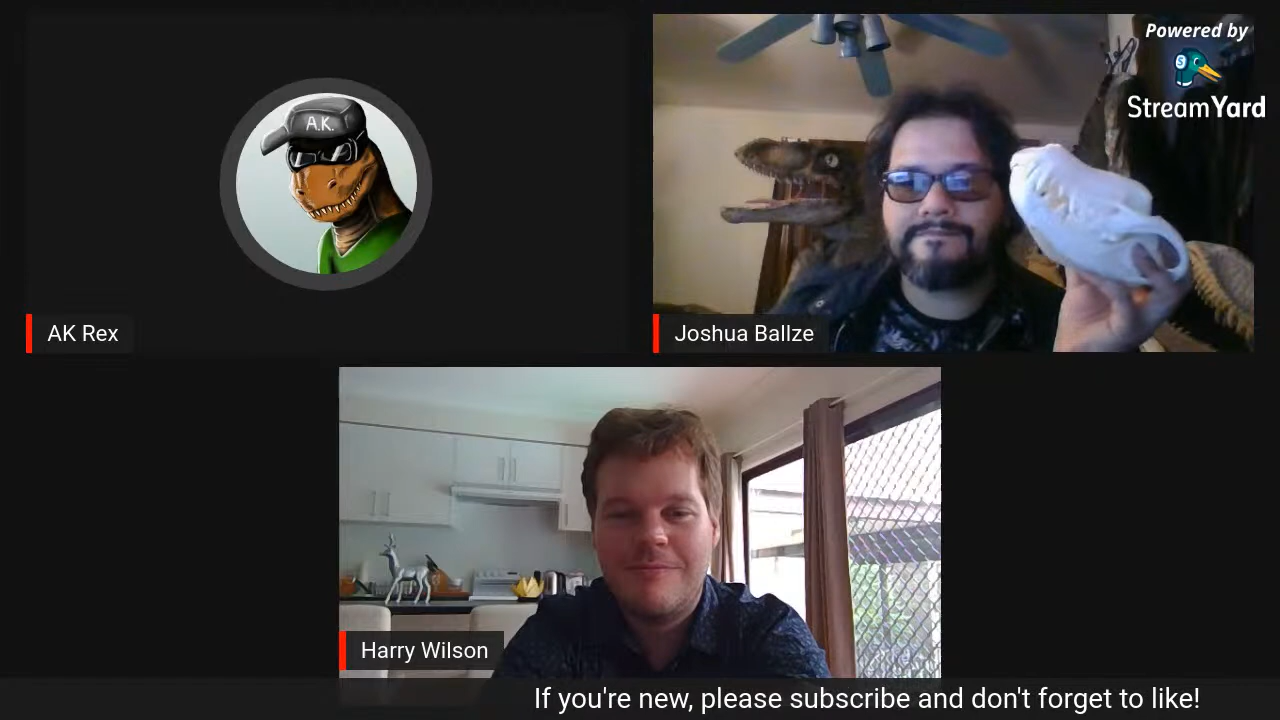 Powered by
StreamYard
A.K.
AK Rex
Joshua Ballze
Harry Wilson
If you're new, please subscribe and don't forget to like!